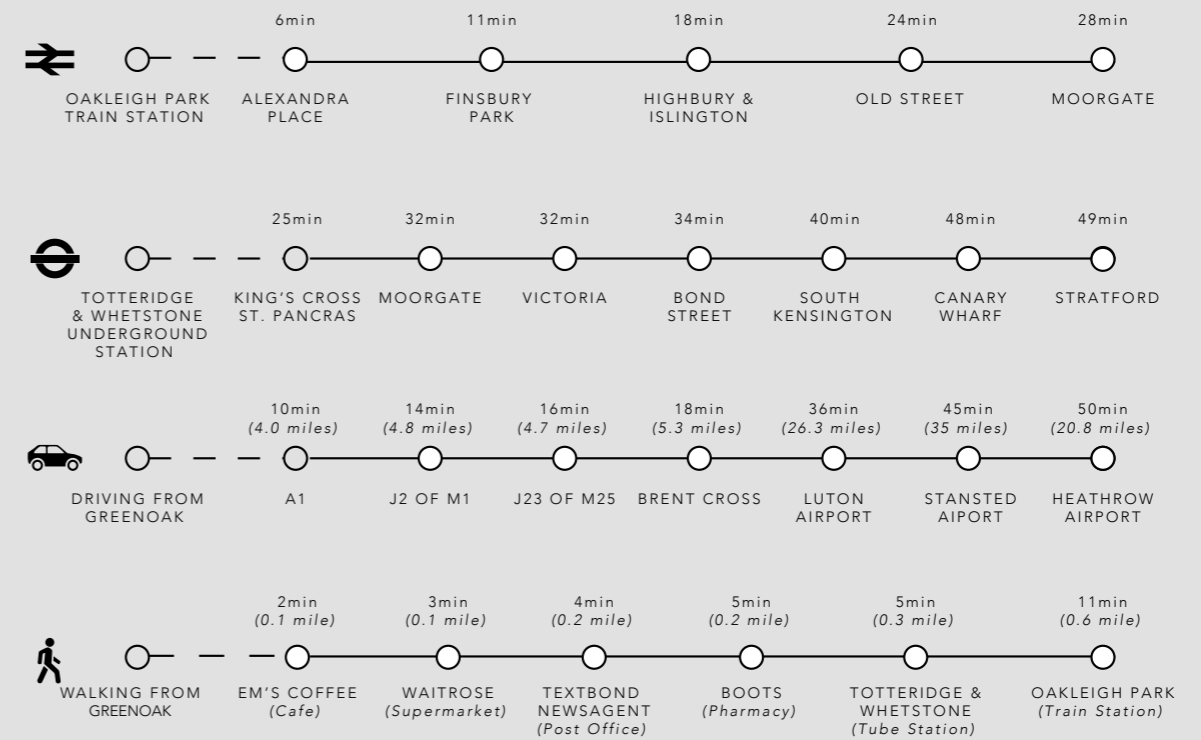 6min 11min 18min 24min 28min
OAKLEIGH PARK ALEXANDRA FINSBURY HIGHBURY & OLD STREET MOORGATE
TRAIN STATION PLACE PARK ISLINGTON
25min 32min 32min 34min 40min 48min 49min
TOTTERIDGE KING'S CROSS MOORGATE VICTORIA BOND SOUTH CANARY STRATFORD
& WHETSTONE ST. PANCRAS STREET KENSINGTON WHARF
UNDERGROUND
STATION
10min 14min 16min 18min 36min 45min 50min
(4.0 miles) (4.8 miles) (4.7 miles) (5.3 miles) (26.3 miles) (35 miles) (20.8 miles)
DRIVING FROM A1 J2 OF M1 J23 OF M25 BRENT CROSS LUTON STANSTED HEATHROW
GREENOAK AIRPORT AIPORT AIRPORT
2min 3min 4min 5min 5min 11min
(0.1 mile) (0.1 mile) (0.2 mile) (0.2 mile) (0.3 mile) (0.6 mile)
WALKING FROM EM'S COFFEE WAITROSE TEXTBOND BOOTS TOTTERIDGE & OAKLEIGH PARK
GREENOAK (Cafe) (Supermarket) NEWSAGENT (Pharmacy) WHETSTONE (Train Station)
(Post Office) (Tube Station)